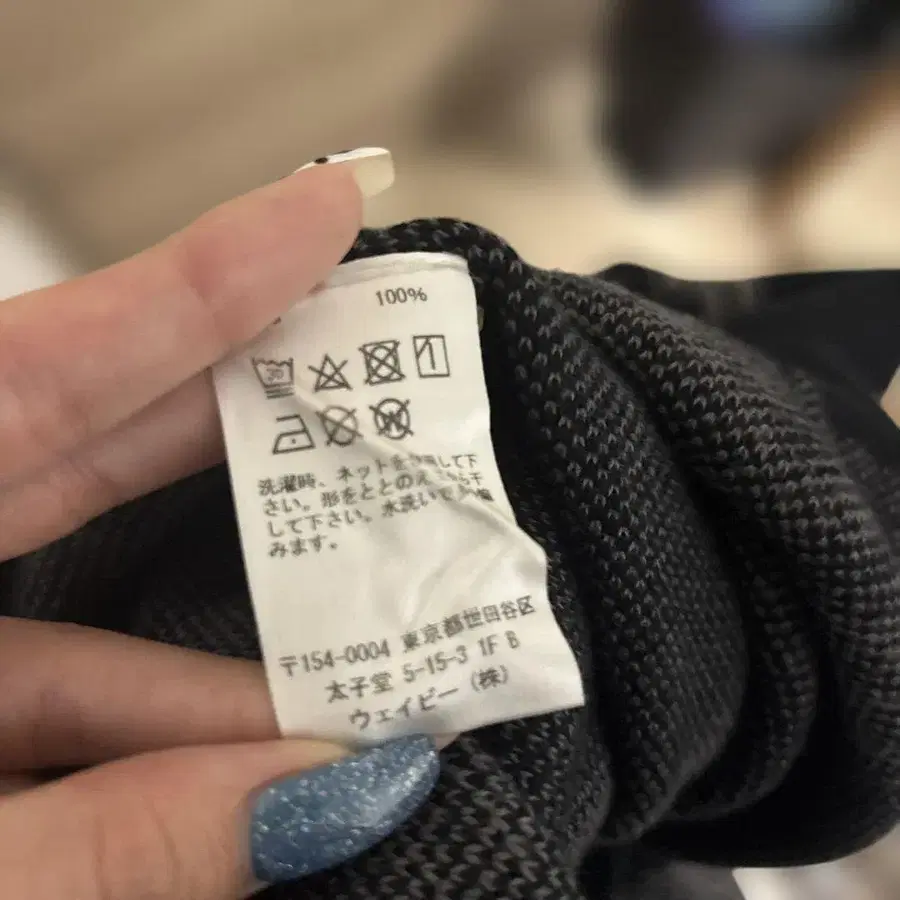 100%
30
洗濯時、ネットを使用して下
さい。形をととのえ
して下さい。水洗いで
みます。
〒154-0004 東京都世田谷区
太子堂 5-15-3 1F B
ウェイビー (株)